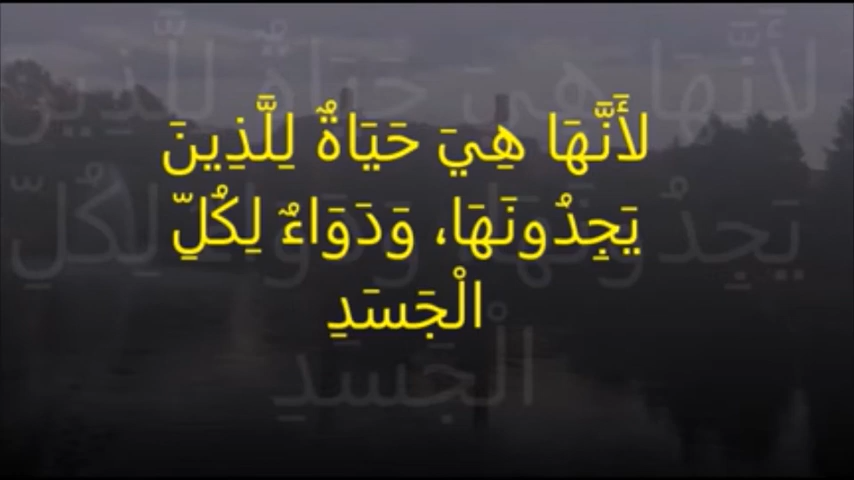 لأَنَّهَا هِيَ حَيَاةٌ لِلَّذِينَ
يَجِدُونَهَا، وَدَوَاءٌ لِكُلِّ
الْجَسَدِ